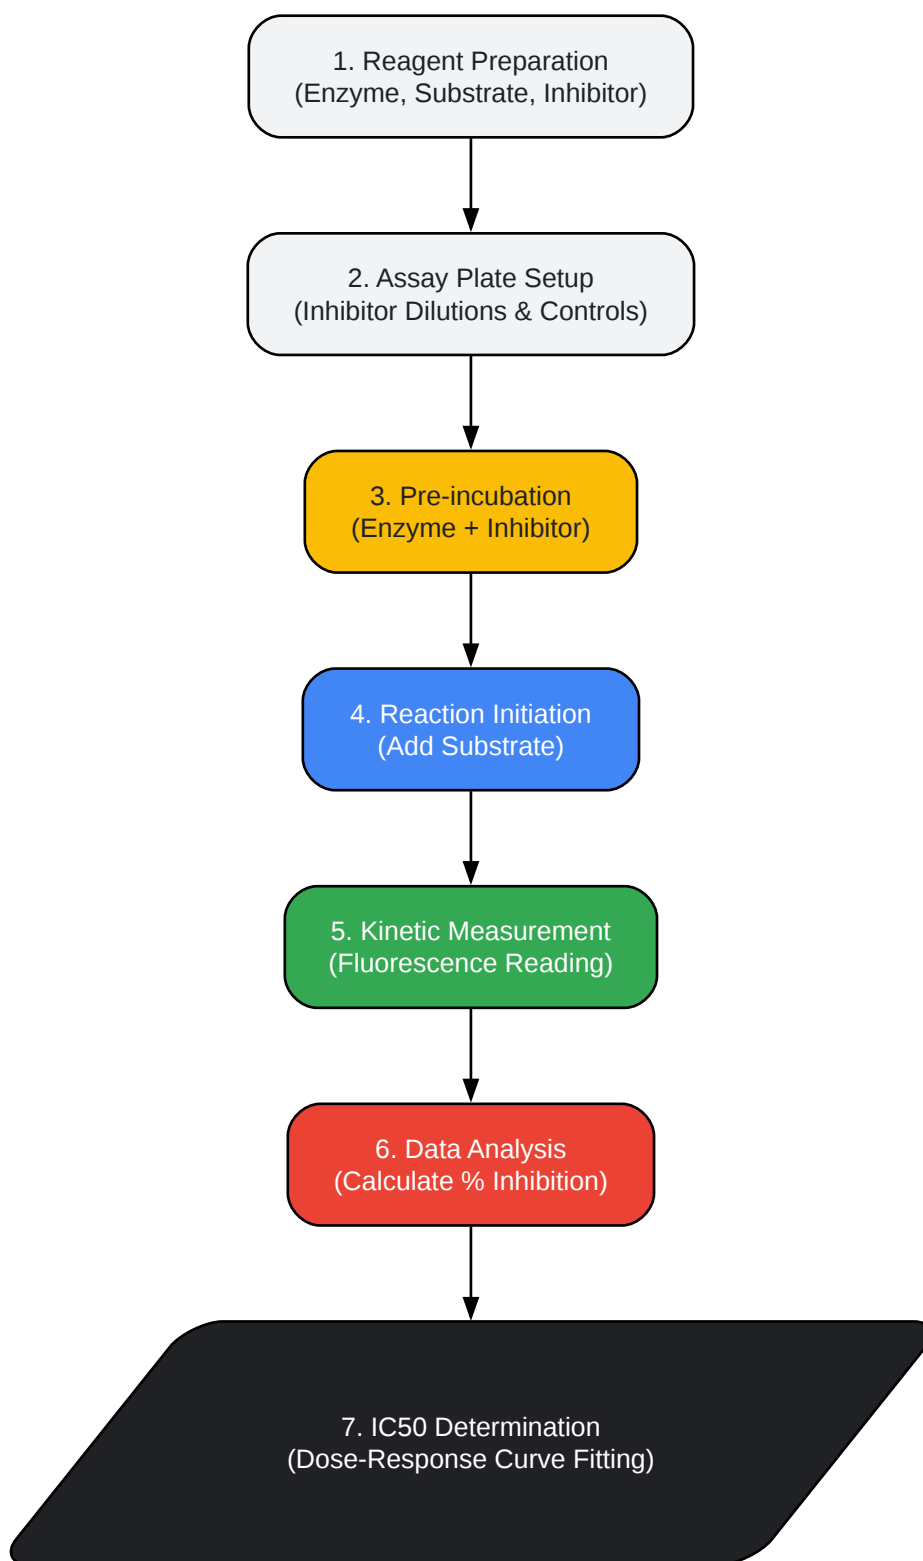 1. Reagent Preparation
(Enzyme, Substrate, Inhibitor)
2. Assay Plate Setup
(Inhibitor Dilutions & Controls)
3. Pre-incubation
(Enzyme + Inhibitor)
4. Reaction Initiation
(Add Substrate)
5. Kinetic Measurement
(Fluorescence Reading)
6. Data Analysis
(Calculate % Inhibition)
7. IC50 Determination
(Dose-Response Curve Fitting)